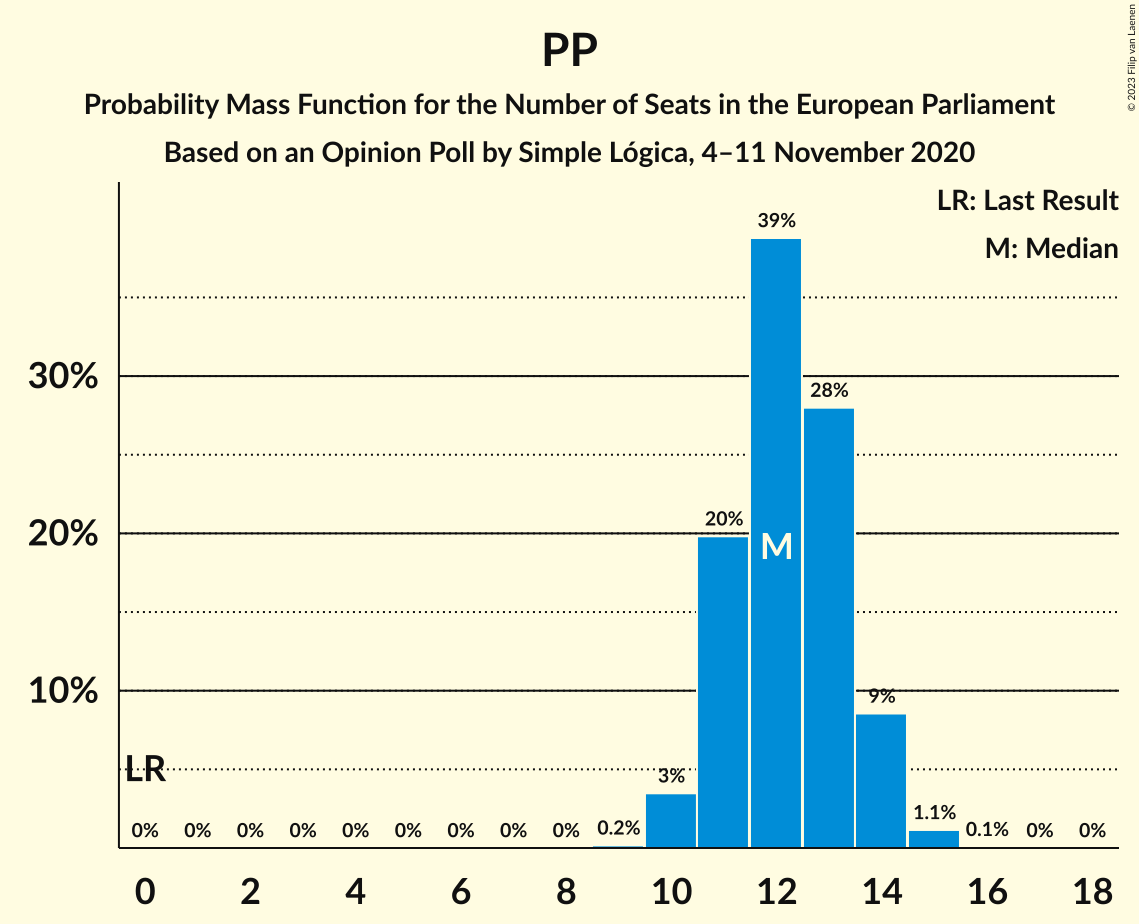 PP
Probability Mass Function for the Number of Seats in the European Parliament
Based on an Opinion Poll by Simple Lógica, 4–11 November 2020
© 2023 Filip van Laenen
LR: Last Result
M: Median
39%
30%
28%
20%
20%
M
10%
9%
LR
3%
1.1%
0% 0% 0% 0% 0% 0% 0% 0% 0% 0.2% 0.1% 0% 0%
0 2 4 6 8 10 12 14 16 18